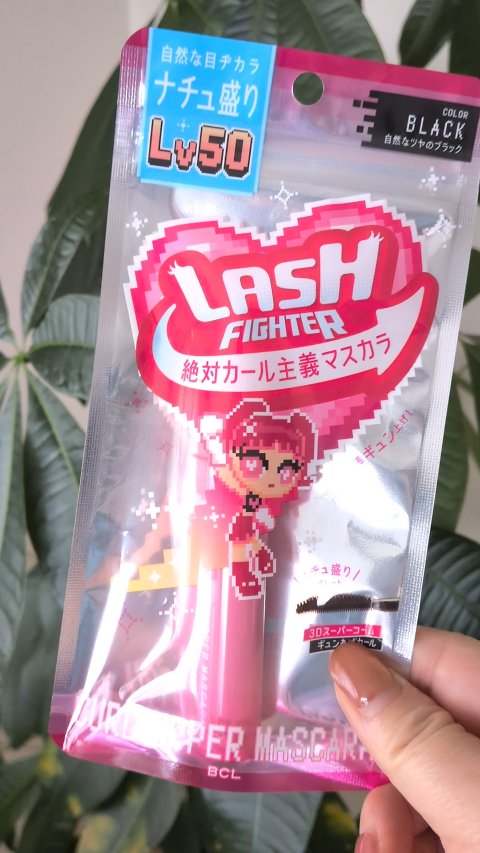 自然な目ヂカラ
ナチュ盛り
Lv50
COLOR
BLACK
自然なツヤのブラック
LASH
FIGHTER
絶対カール主義マスカラ
ギュン上げ!
チュ盛り
3Dスーパーコーム
カール
MASCARA
BCL